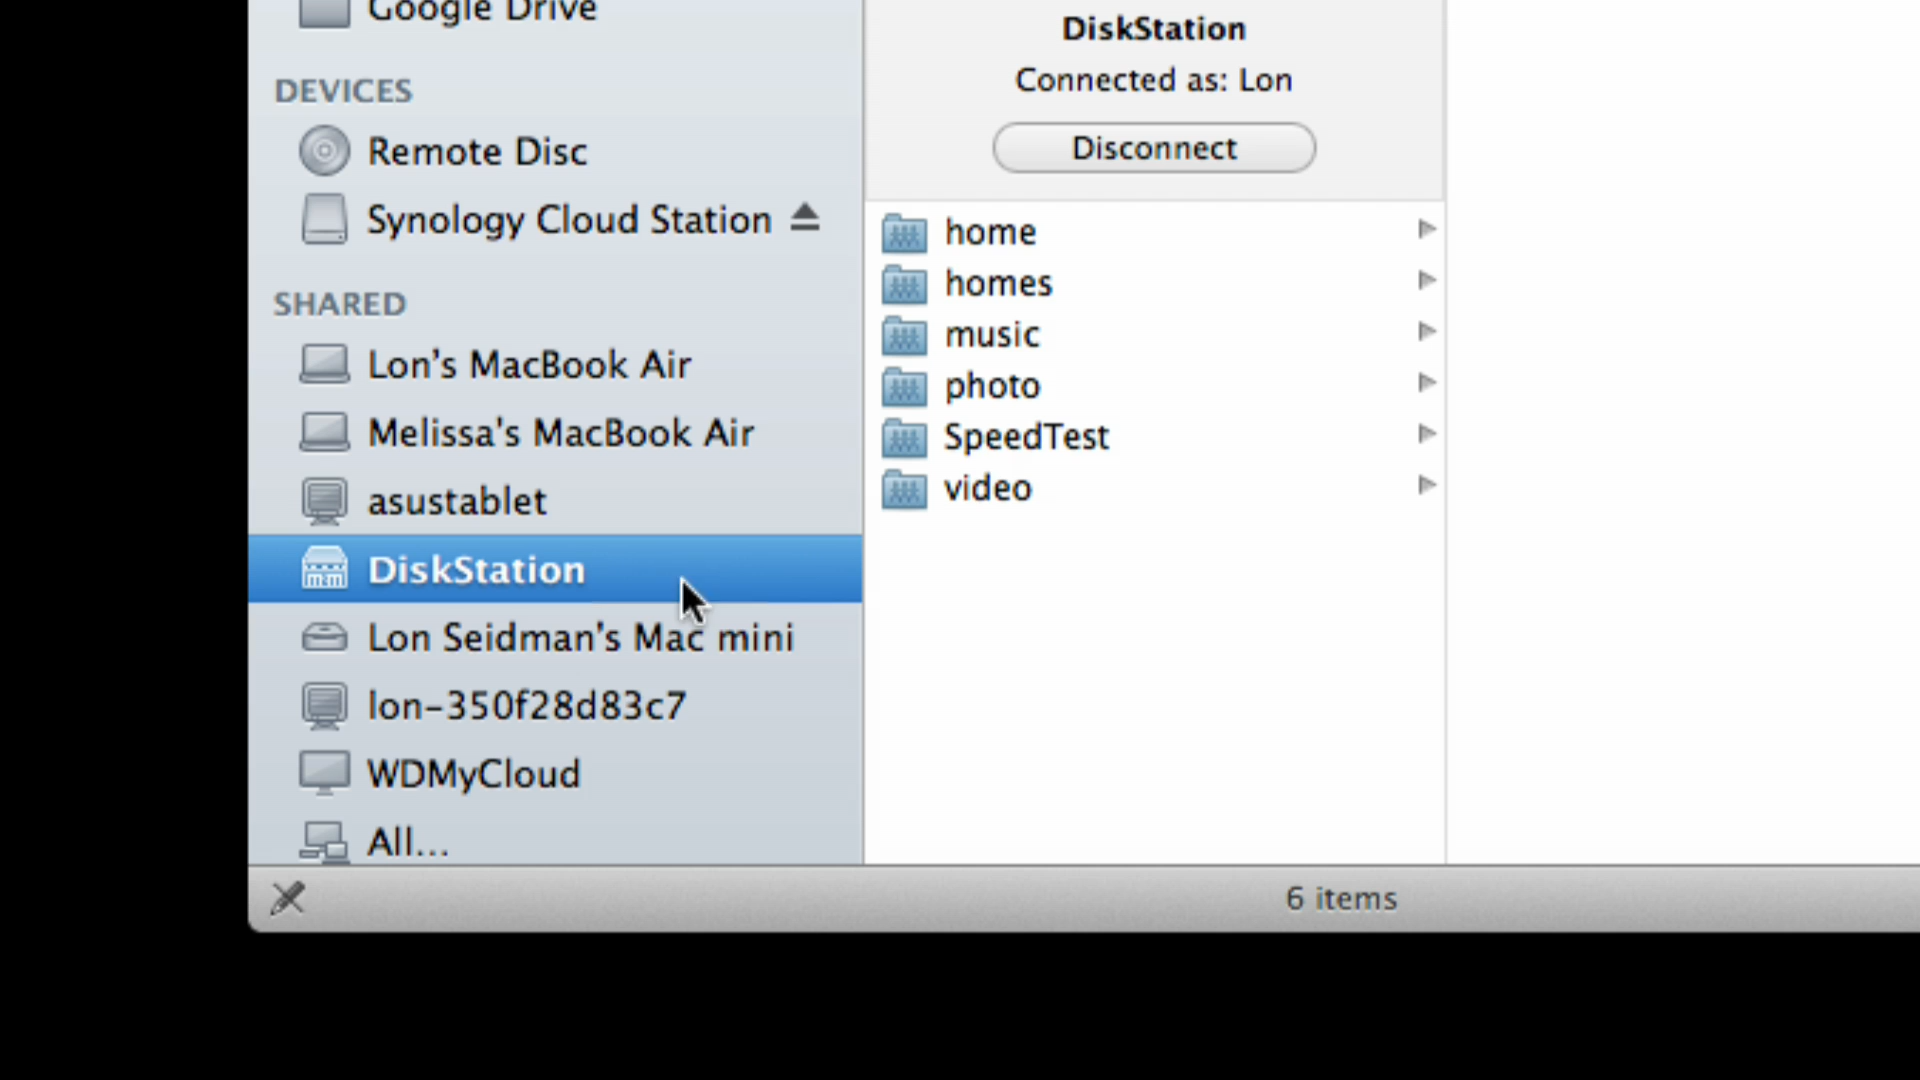 Google Drive
DEVICES
Remote Disc
Synology Cloud Station
SHARED
Lon's MacBook Air
Melissa's MacBook Air
asustablet
DiskStation
Lon Seidman's Mac mini
lon-350f28d83c7
WDMyCloud
All...
DiskStation
Connected as: Lon
Disconnect
home
homes
music
photo
SpeedTest
video
6 items